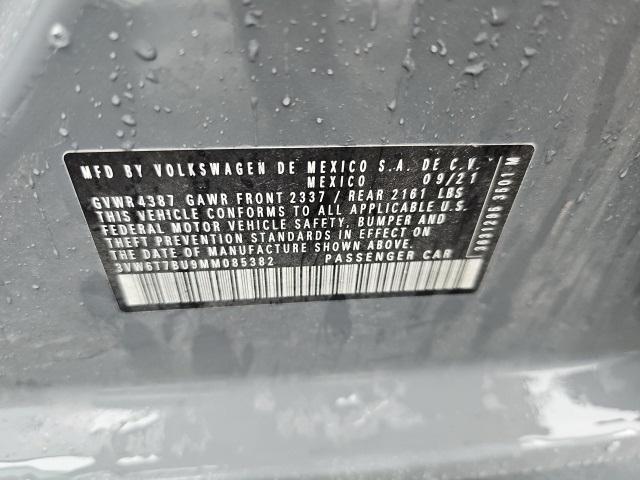 MFD BY VOLKSWAGEN DE MEXICO S.A. DE C.V.
MEXICO 09/21
GVWR 4387 GAWR FRONT 2337 / REAR 2161 LBS
THIS VEHICLE CONFORMS TO ALL APPLICABLE U.S.
FEDERAL MOTOR VEHICLE SAFETY, BUMPER AND
THEFT PREVENTION STANDARDS IN EFFECT ON
THE DATE OF MANUFACTURE SHOWN ABOVE.
3VW6T7BU9MM085382 PASSENGER CAR